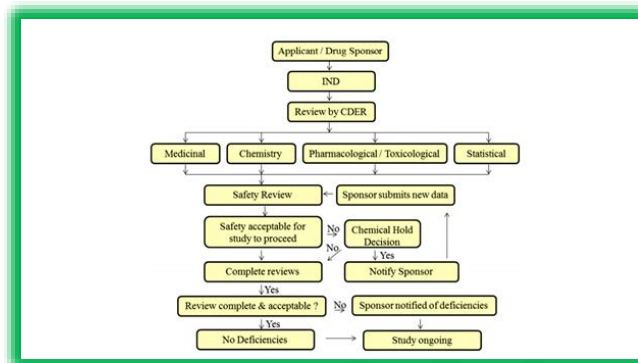 Applicant / Drug Sponsor
IND
Review by CDER
Medicinal
Chemistry
Pharmacological / Toxicological
Statistical
Safety Review
Sponsor submits new data
Safety acceptable for
study to proceed
No
Chemical Hold
Decision
No
Yes
Complete reviews
Notify Sponsor
Yes
Review complete & acceptable ?
No
Sponsor notified of deficiencies
Yes
No Deficiencies
Study ongoing